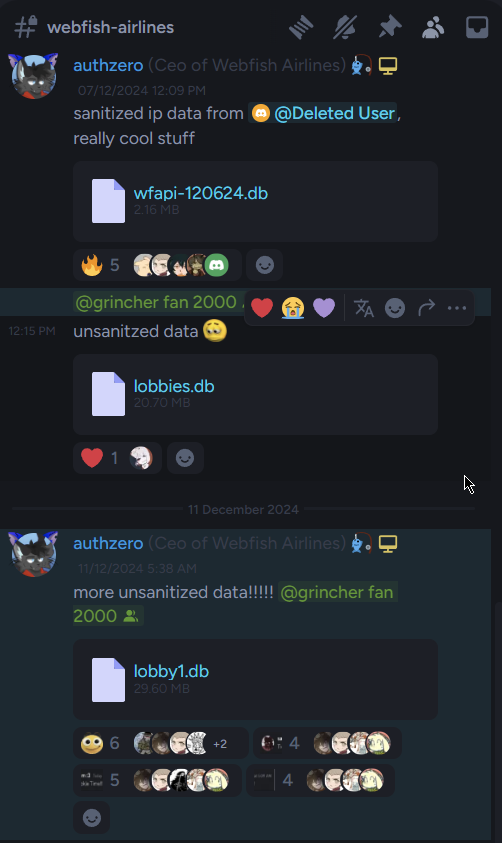 webfish-airlines
authzero (Ceo of Webfish Airlines)
07/12/2024 12:09 PM
sanitized ip data from @Deleted User,
really cool stuff
wfapi-120624.db
2.16 MB
5
@grincher fan 2000
12:15 PM unsanitzed data
lobbies.db
20.70 MB
1
11 December 2024
authzero (Ceo of Webfish Airlines)
11/12/2024 5:38 AM
more unsanitized data!!!!! @grincher fan
2000
lobby1.db
29.60 MB
6 +2 4
5 4